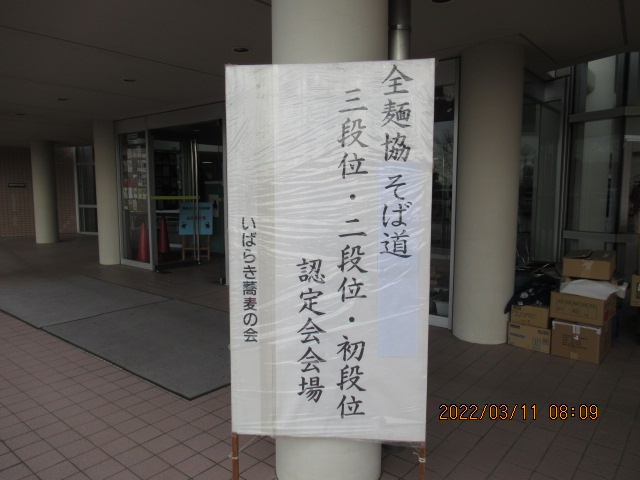 全麺協 そば道
三段位・二段位・初段位
認定会会場
いばらき蕎麦の会
2022/03/11 08:09